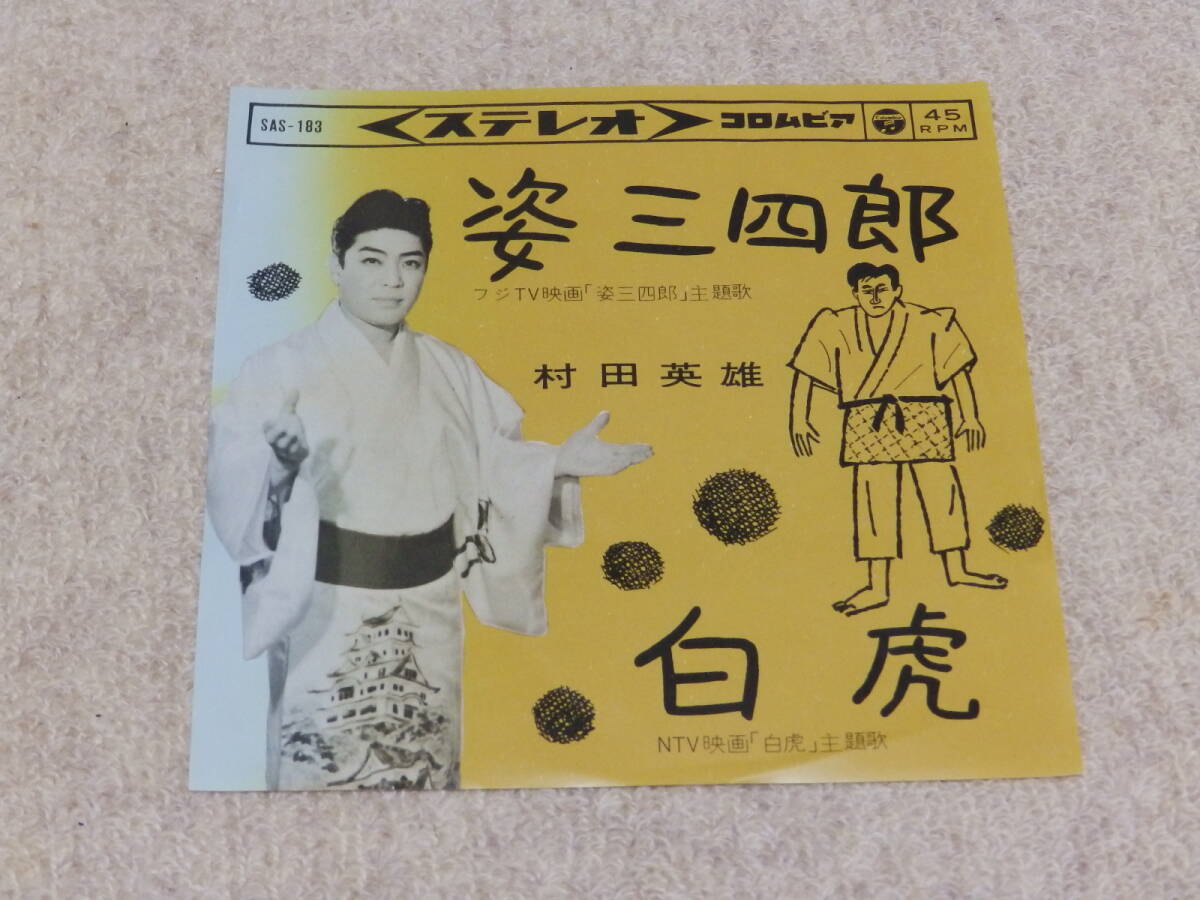 SAS-183 ステレオ コロムビア 45 RPM
姿三四郎
フジTV映画「姿三四郎」主題歌
村田英雄
白虎
NTV映画「白虎」主題歌